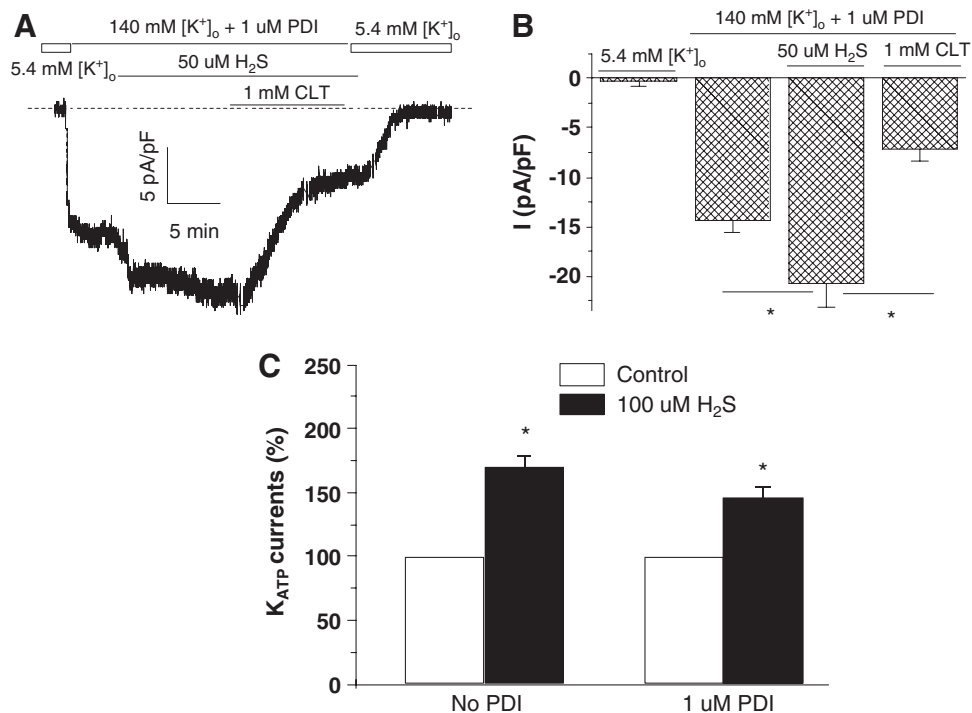 A
140 mM [K⁺]ₒ + 1 uM PDI
5.4 mM [K⁺]ₒ
5.4 mM [K⁺]ₒ
50 uM H₂S
1 mM CLT
5 pA/pF
5 min
B
140 mM [K⁺]ₒ + 1 uM PDI
5.4 mM [K⁺]ₒ
50 uM H₂S
1 mM CLT
I (pA/pF)
0
-5
-10
-15
-20
*
*
C
K_ATP currents (%)
250
200
150
100
50
0
Control
100 uM H₂S
*
*
No PDI
1 uM PDI